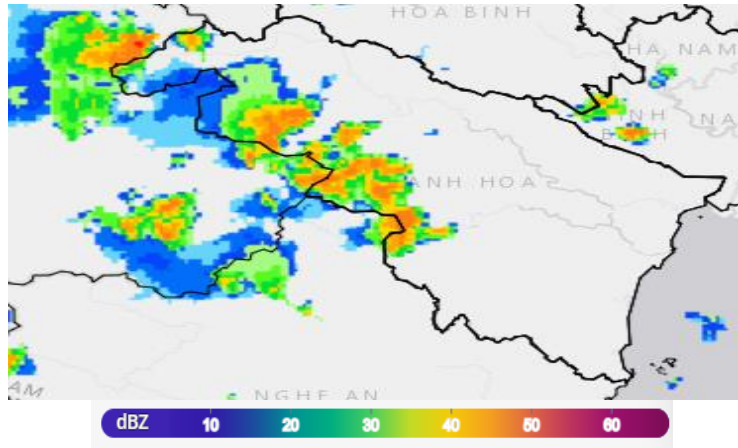 HOA BINH
HA NAM
NINH
BINH
NA
ANH HOA
NGHE AN
AM
dBZ 10 20 30 40 50 60